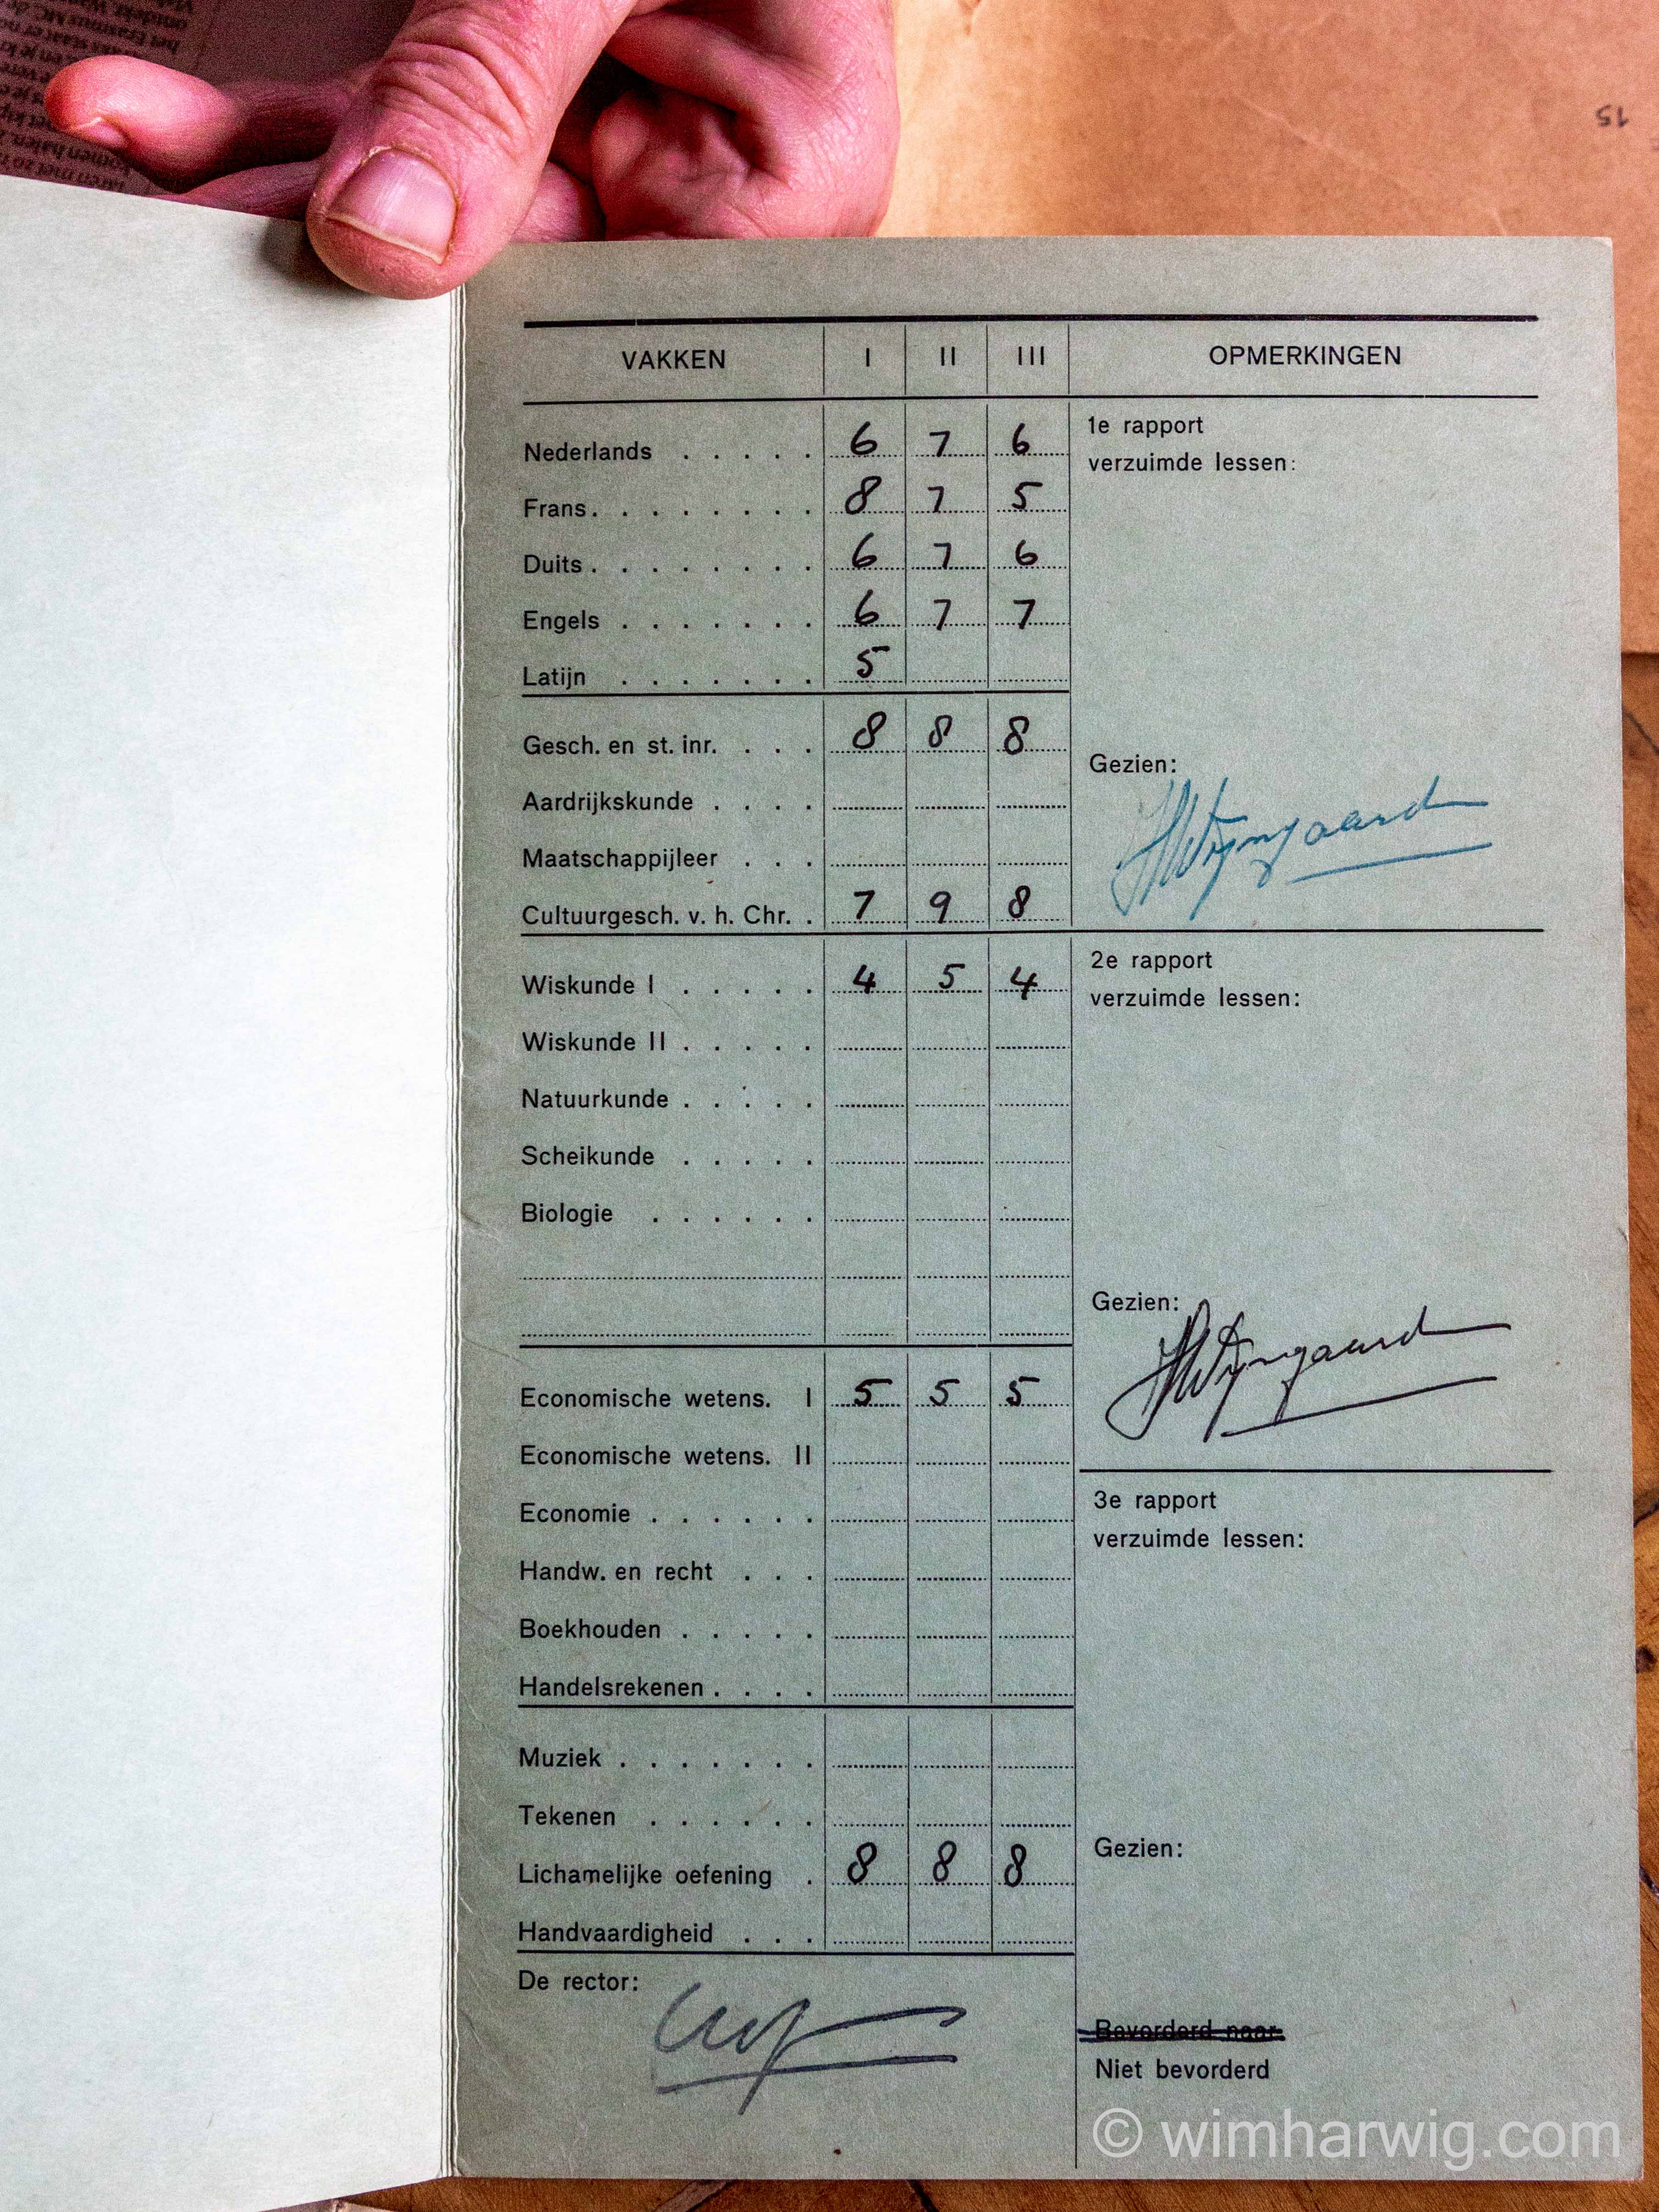 15
VAKKEN I II III OPMERKINGEN
Nederlands . . . . . 6 7 6
Frans. . . . . . . . 8 7 5
Duits . . . . . . . . 6 7 6
Engels . . . . . . . 6 7 7
Latijn . . . . . . . 5
Gesch. en st. inr. . . . 8 8 8
Aardrijkskunde . . . .
Maatschappijleer . . .
Cultuurgesch. v. h. Chr. . 7 9 8
Wiskunde I . . . . . 4 5 4
Wiskunde II . . . . .
Natuurkunde . . . . .
Scheikunde . . . . .
Biologie . . . . . .
Economische wetens. I 5 5 5
Economische wetens. II
Economie . . . . . .
Handw. en recht . . .
Boekhouden . . . . .
Handelsrekenen . . . .
Muziek . . . . . . .
Tekenen . . . . . .
Lichamelijke oefening . 8 8 8
Handvaardigheid . . .
De rector:
1e rapport
verzuimde lessen:
Gezien:
HWijngaard
2e rapport
verzuimde lessen:
Gezien:
HWijngaard
3e rapport
verzuimde lessen:
Gezien:
Bevorderd naar
Niet bevorderd
© wimharwig.com